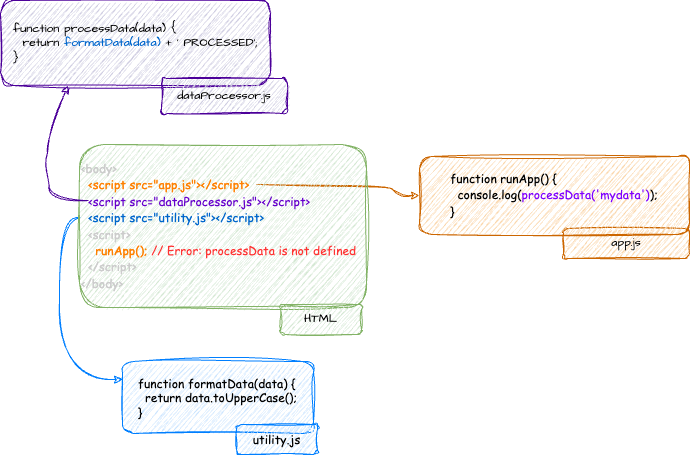 function processData(data) {
return formatData(data) + ' PROCESSED';
}
dataProcessor.js
<body>
<script src="app.js"></script>
<script src="dataProcessor.js"></script>
<script src="utility.js"></script>
<script>
runApp(); // Error: processData is not defined
</script>
</body>
HTML
function runApp() {
console.log(processData('mydata'));
}
app.js
function formatData(data) {
return data.toUpperCase();
}
utility.js